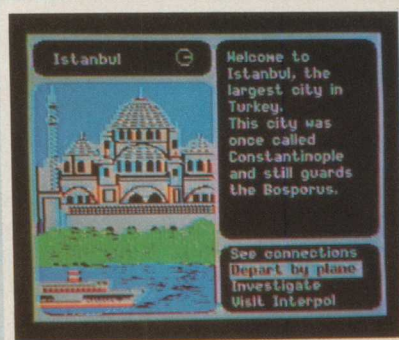 Istanbul
Welcome to
Istanbul, the
largest city in
Turkey.
This city was
once called
Constantinople
and still guards
the Bosporus.
See connections
Depart by plane
Investigate
Visit Interpol